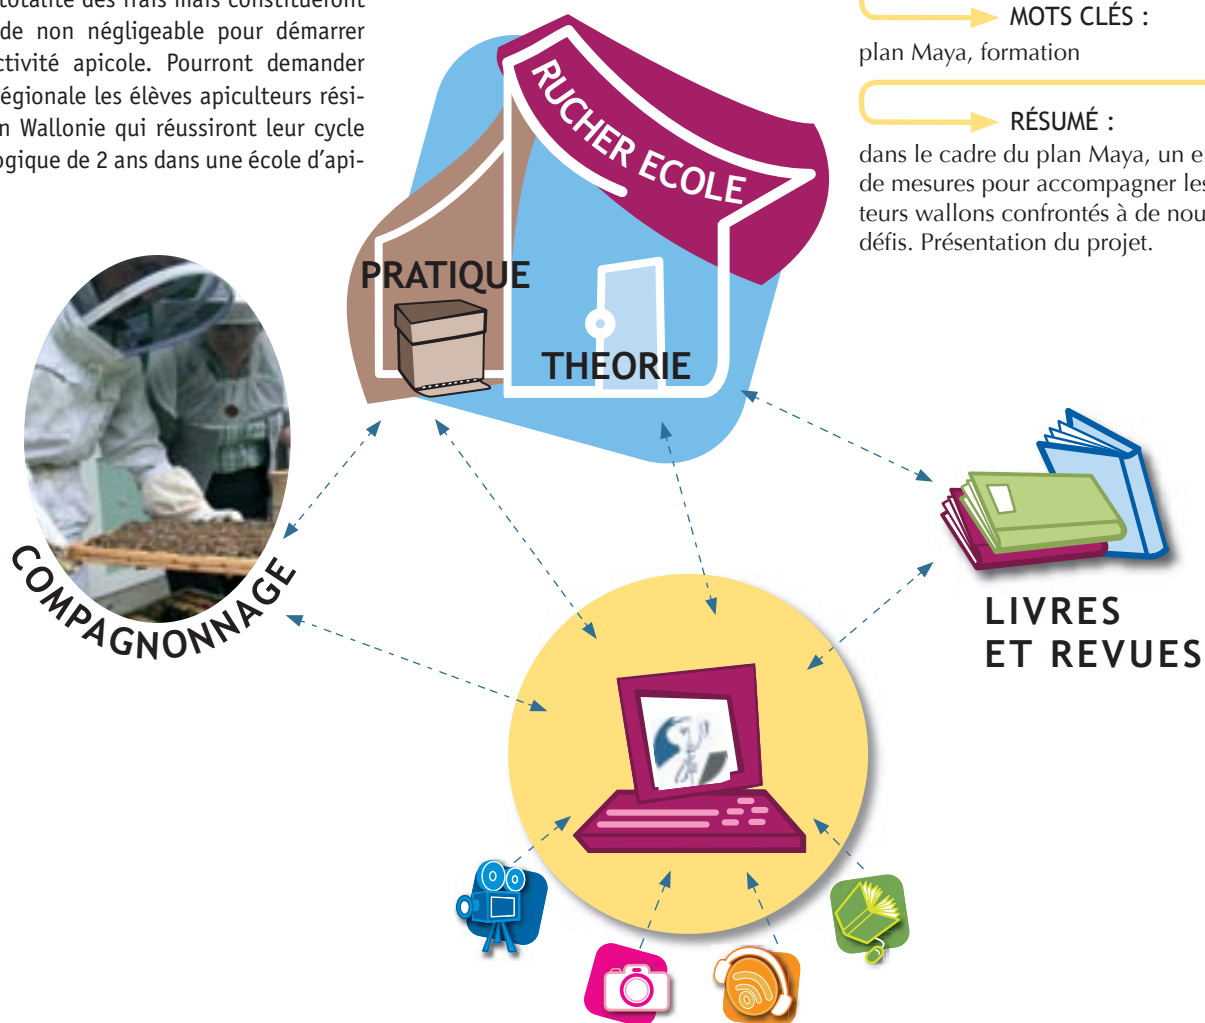 totalité des frais mais constitueront
de non négligeable pour démarrer
ctivité apicole. Pourront demander
égionale les élèves apiculteurs rési-
n Wallonie qui réussiront leur cycle
ogique de 2 ans dans une école d’api-
MOTS CLÉS :
plan Maya, formation
RÉSUMÉ :
dans le cadre du plan Maya, un e
de mesures pour accompagner les
teurs wallons confrontés à de nou
défis. Présentation du projet.
RUCHER ECOLE
PRATIQUE
THEORIE
COMPAGNONNAGE
LIVRES
ET REVUES